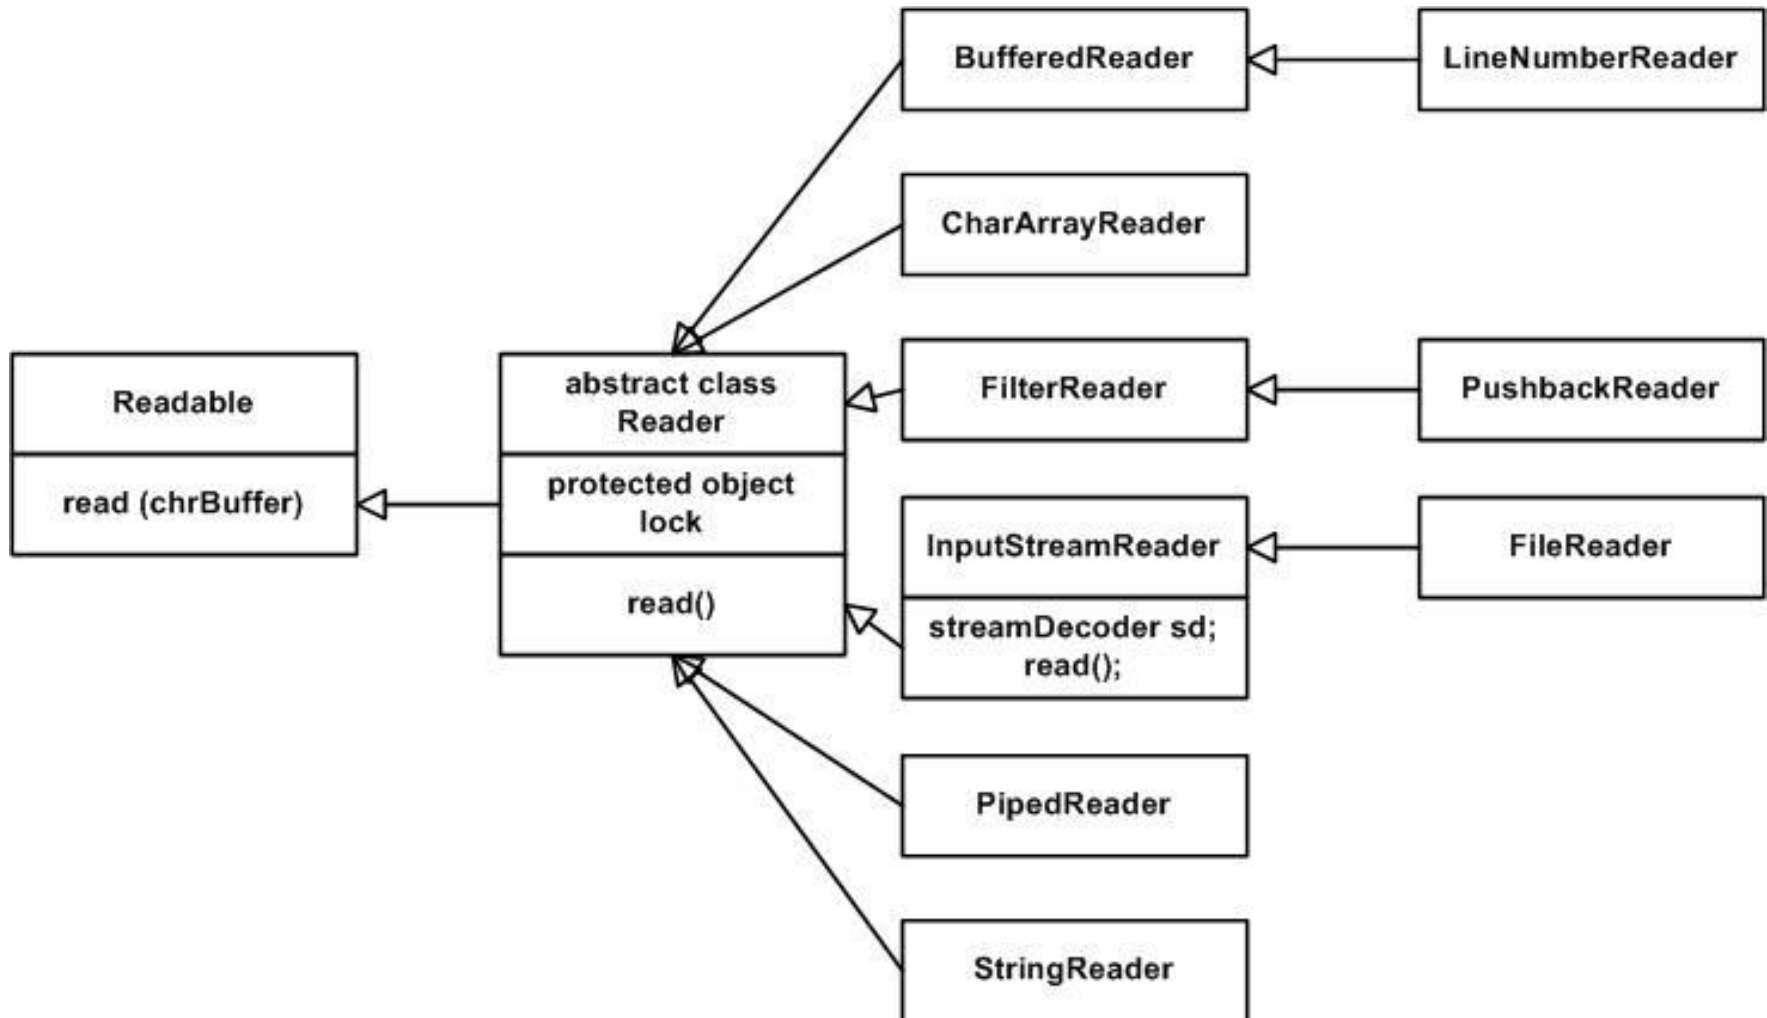 BufferedReader
LineNumberReader
CharArrayReader
Readable
read (chrBuffer)
abstract class
Reader
protected object
lock
read()
FilterReader
PushbackReader
InputStreamReader
streamDecoder sd;
read();
FileReader
PipedReader
StringReader